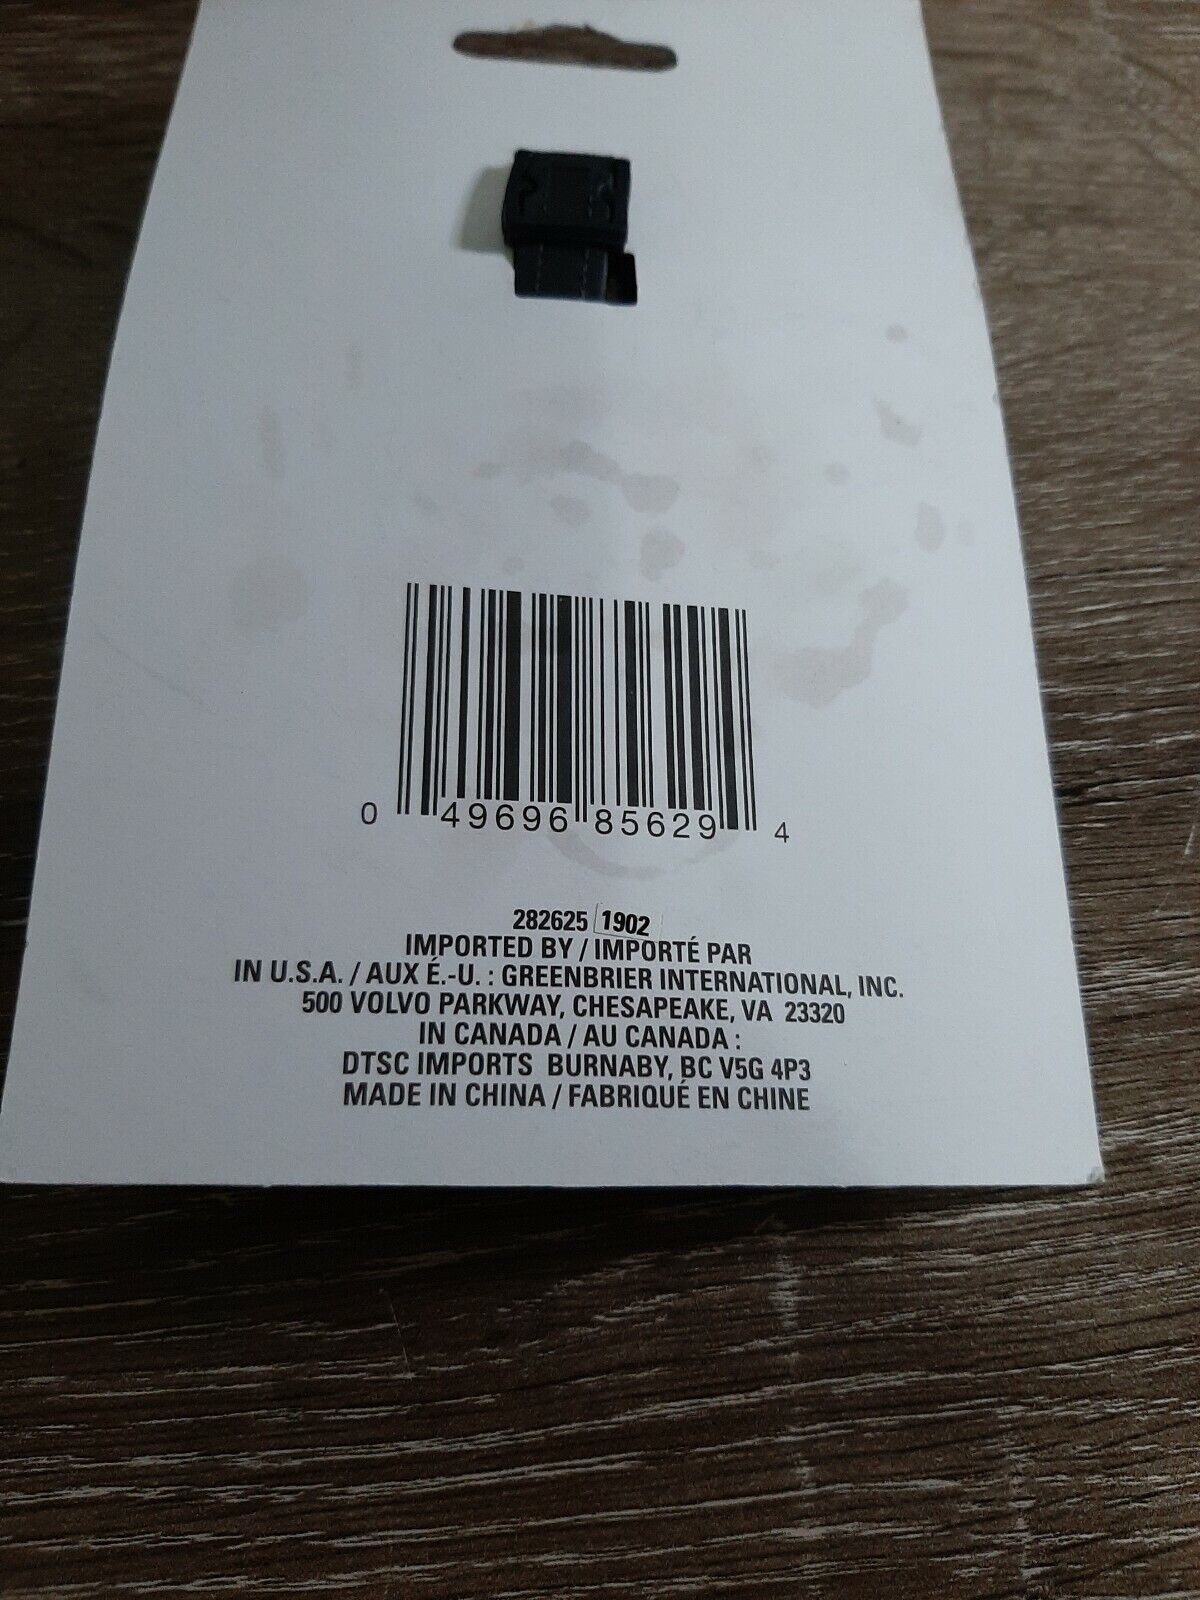 0 49696 85629 4
282625 1902
IMPORTED BY / IMPORTÉ PAR
IN U.S.A. / AUX É.-U. : GREENBRIER INTERNATIONAL, INC.
500 VOLVO PARKWAY, CHESAPEAKE, VA 23320
IN CANADA / AU CANADA :
DTSC IMPORTS BURNABY, BC V5G 4P3
MADE IN CHINA / FABRIQUÉ EN CHINE